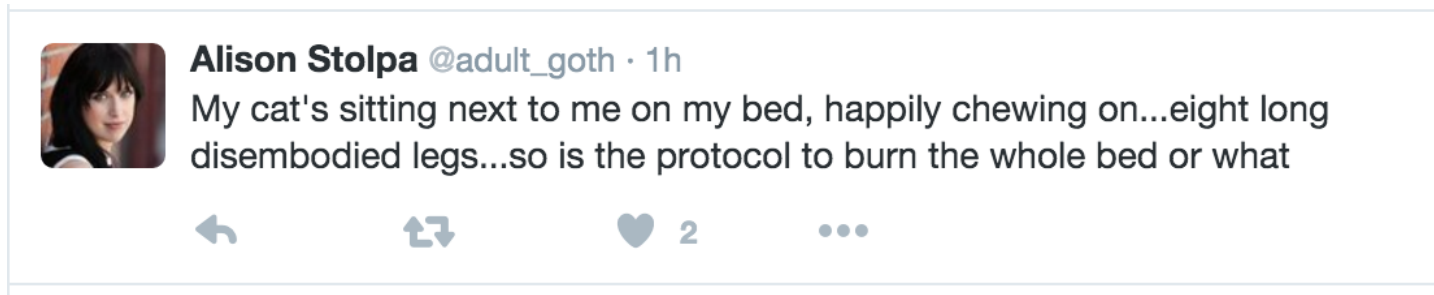 Alison Stolpa @adult_goth · 1h
My cat's sitting next to me on my bed, happily chewing on...eight long
disembodied legs...so is the protocol to burn the whole bed or what
2